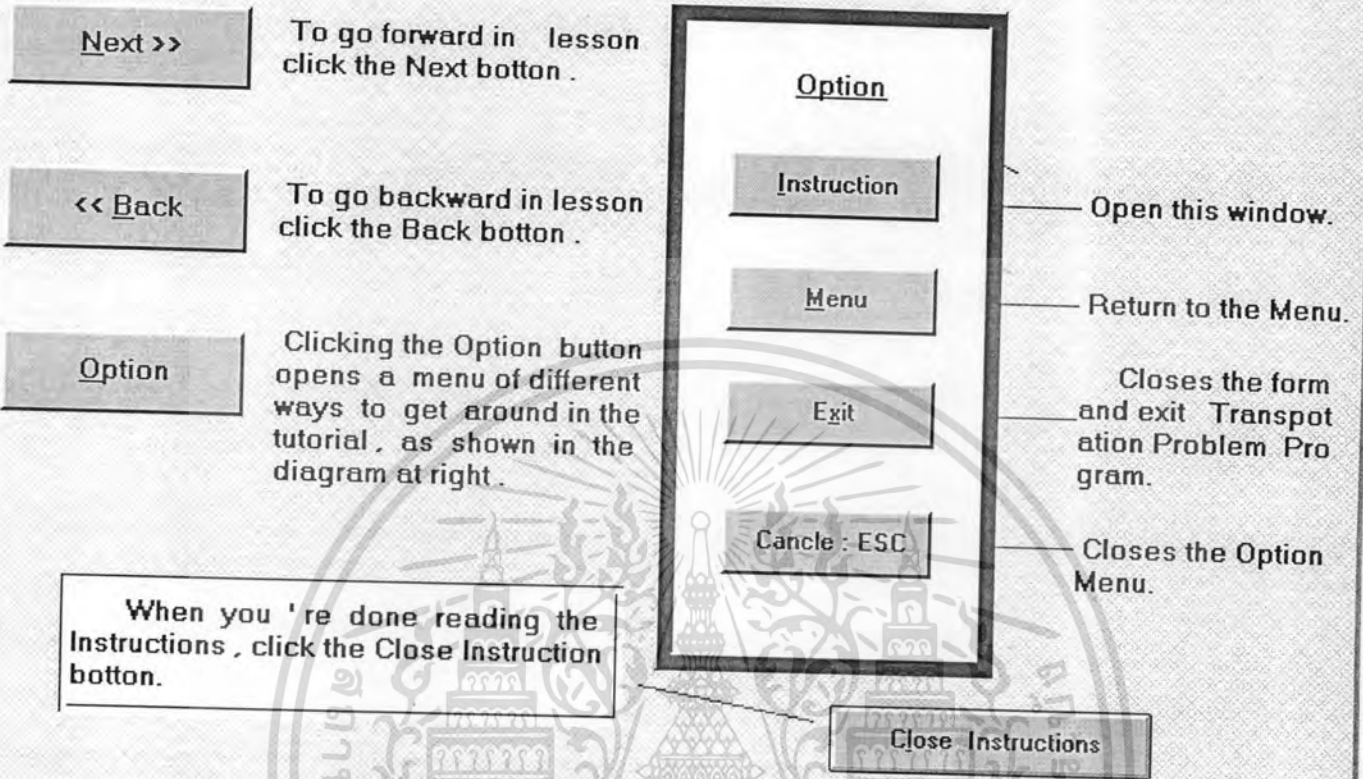 Next >>
To go forward in lesson
click the Next botton .
<< Back
To go backward in lesson
click the Back botton .
Option
Clicking the Option button
opens a menu of different
ways to get around in the
tutorial , as shown in the
diagram at right .
When you ' re done reading the
Instructions , click the Close Instruction
botton.
Option
Instruction
Open this window.
Menu
Return to the Menu.
Exit
Closes the form
and exit Transpot
ation Problem Pro
gram.
Cancle : ESC
Closes the Option
Menu.
Close Instructions